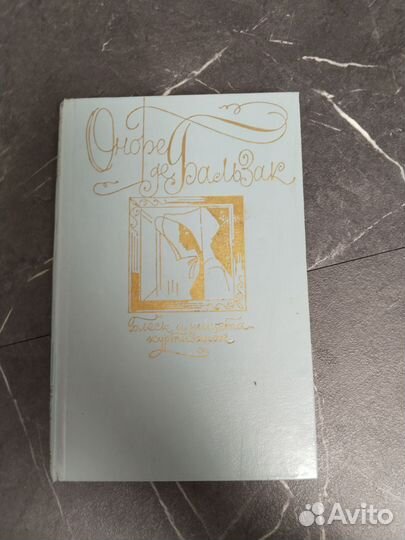 Оноре
де Бальзак
Блеск и нищета
куртизанок
Avito